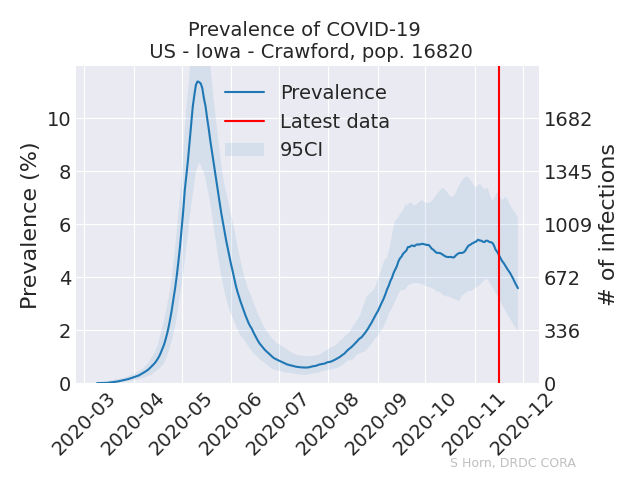 Prevalence of COVID-19
US - Iowa - Crawford, pop. 16820
Prevalence
Latest data
95CI
Prevalence (%)
10
8
6
4
2
0
1682
1345
1009
672
336
0
# of infections
2020-03
2020-04
2020-05
2020-06
2020-07
2020-08
2020-09
2020-10
2020-11
2020-12
S Horn, DRDC CORA